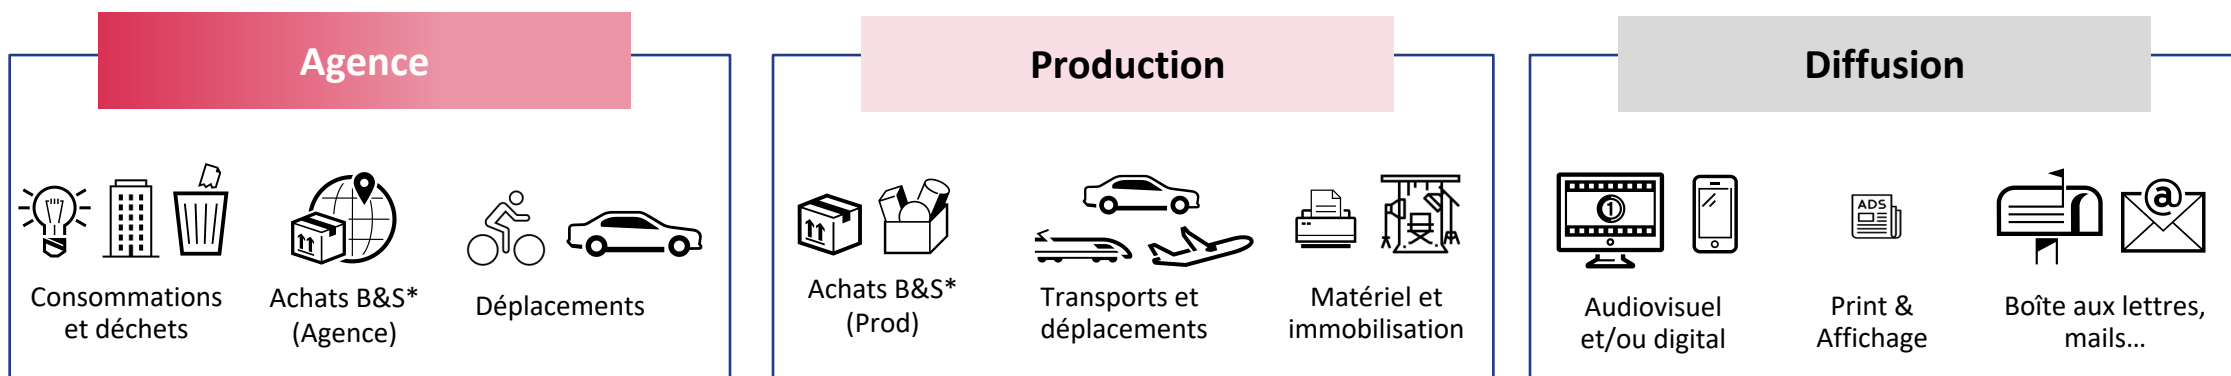 Agence
Consommations
et déchets
Achats B&S*
(Agence)
Déplacements
Production
Achats B&S*
(Prod)
Transports et
déplacements
Matériel et
immobilisation
Diffusion
1
Audiovisuel
et/ou digital
ADS
Print &
Affichage
@
Boîte aux lettres,
mails...